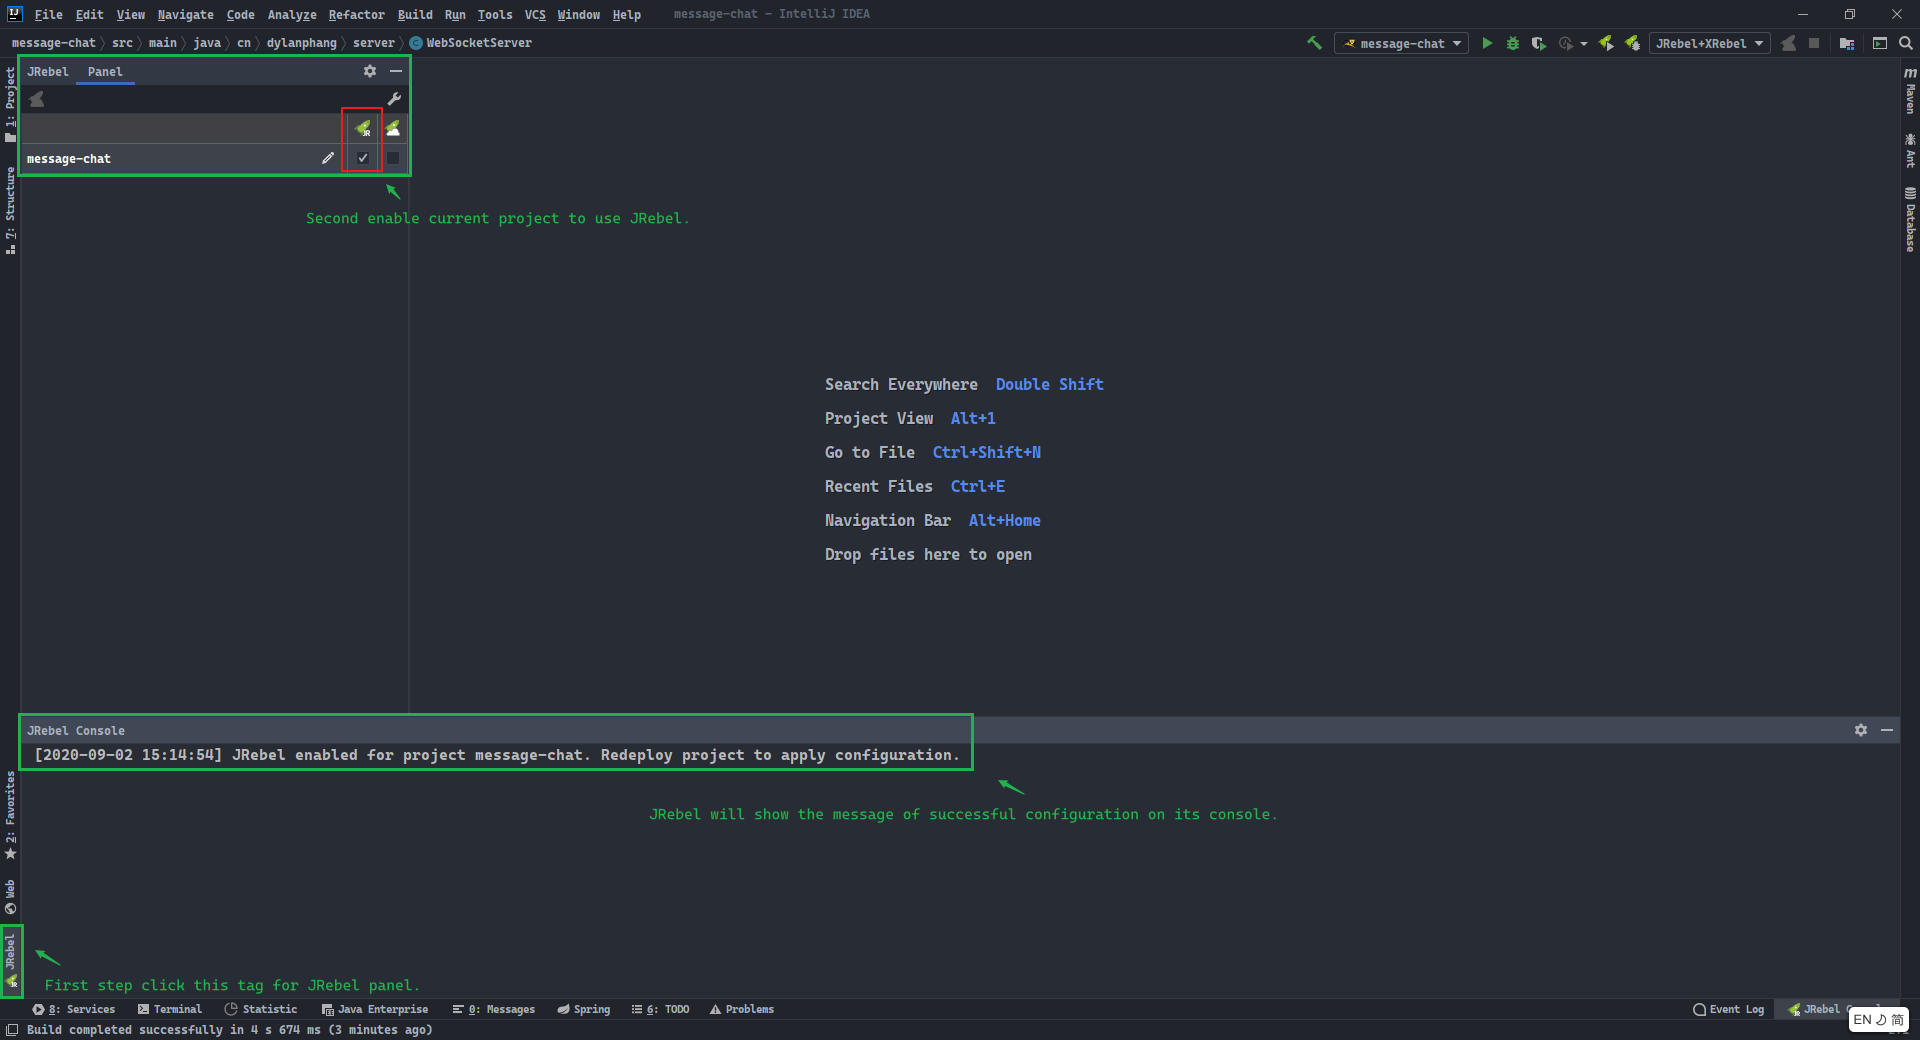 IJ File Edit View Navigate Code Analyze Refactor Build Run Tools VCS Window Help message-chat - IntelliJ IDEA
message-chat src main java cn dylanphang server C WebSocketServer
message-chat
JRebel+XRebel
JRebel Panel
JR
message-chat
Second enable current project to use JRebel.
1: Project
7: Structure
2: Favorites
Web
JRebel
m Maven
Ant
Database
Search Everywhere Double Shift
Project View Alt+1
Go to File Ctrl+Shift+N
Recent Files Ctrl+E
Navigation Bar Alt+Home
Drop files here to open
JRebel Console
[2020-09-02 15:14:54] JRebel enabled for project message-chat. Redeploy project to apply configuration.
JRebel will show the message of successful configuration on its console.
First step click this tag for JRebel panel.
8: Services Terminal Statistic Java Enterprise 0: Messages Spring 6: TODO Problems Event Log JRebel
Build completed successfully in 4 s 674 ms (3 minutes ago)
EN 简